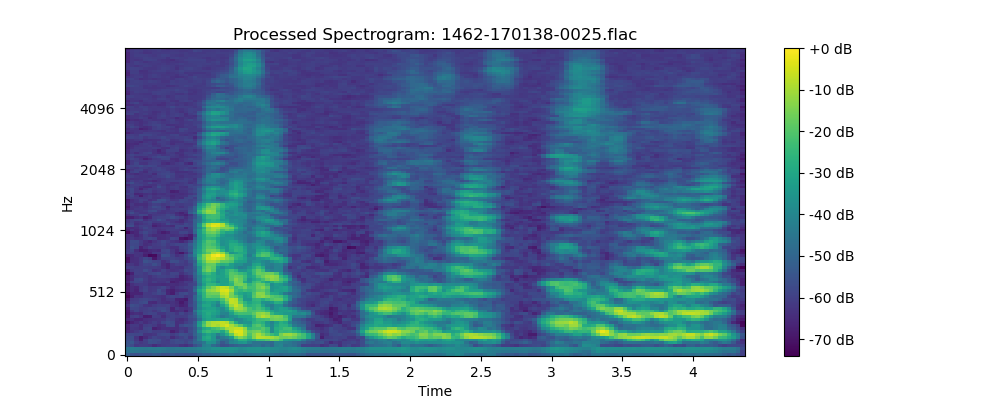 Processed Spectrogram: 1462-170138-0025.flac
Hz
4096
2048
1024
512
0
0 0.5 1 1.5 2 2.5 3 3.5 4
Time
+0 dB
-10 dB
-20 dB
-30 dB
-40 dB
-50 dB
-60 dB
-70 dB